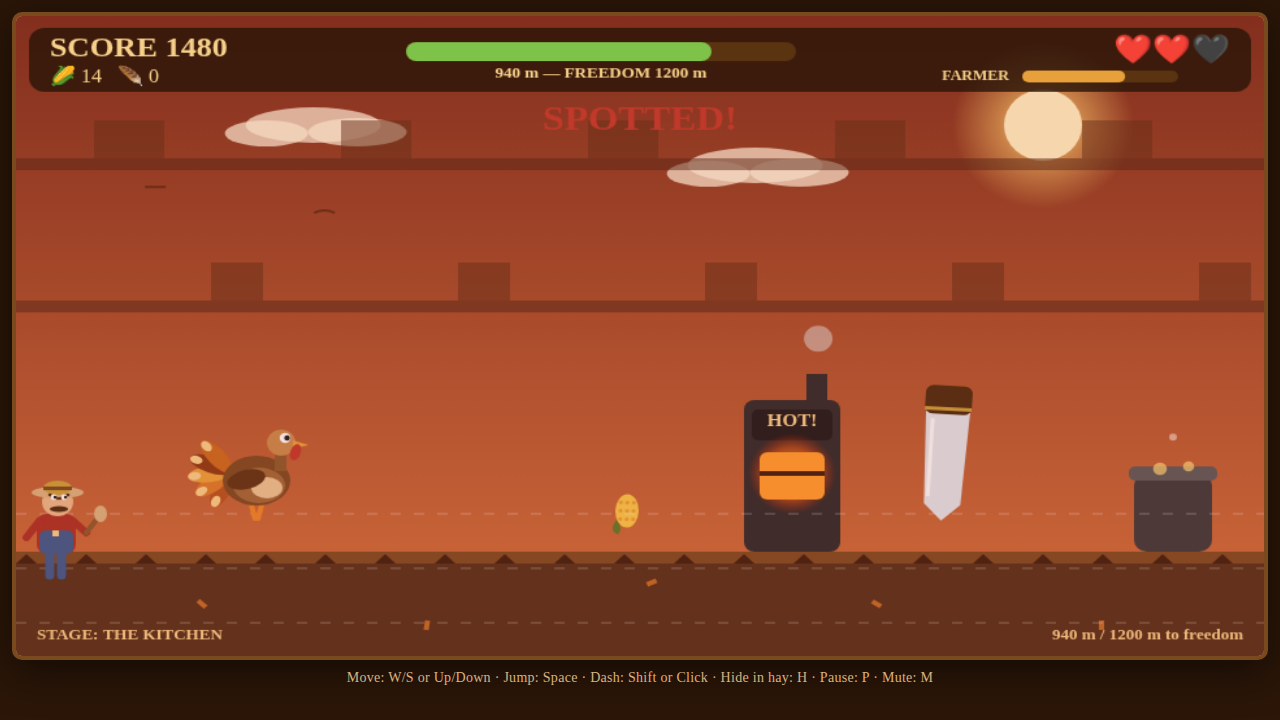 SCORE 1480
14 0
940 m — FREEDOM 1200 m
FARMER
SPOTTED!
HOT!
STAGE: THE KITCHEN
940 m / 1200 m to freedom
Move: W/S or Up/Down · Jump: Space · Dash: Shift or Click · Hide in hay: H · Pause: P · Mute: M